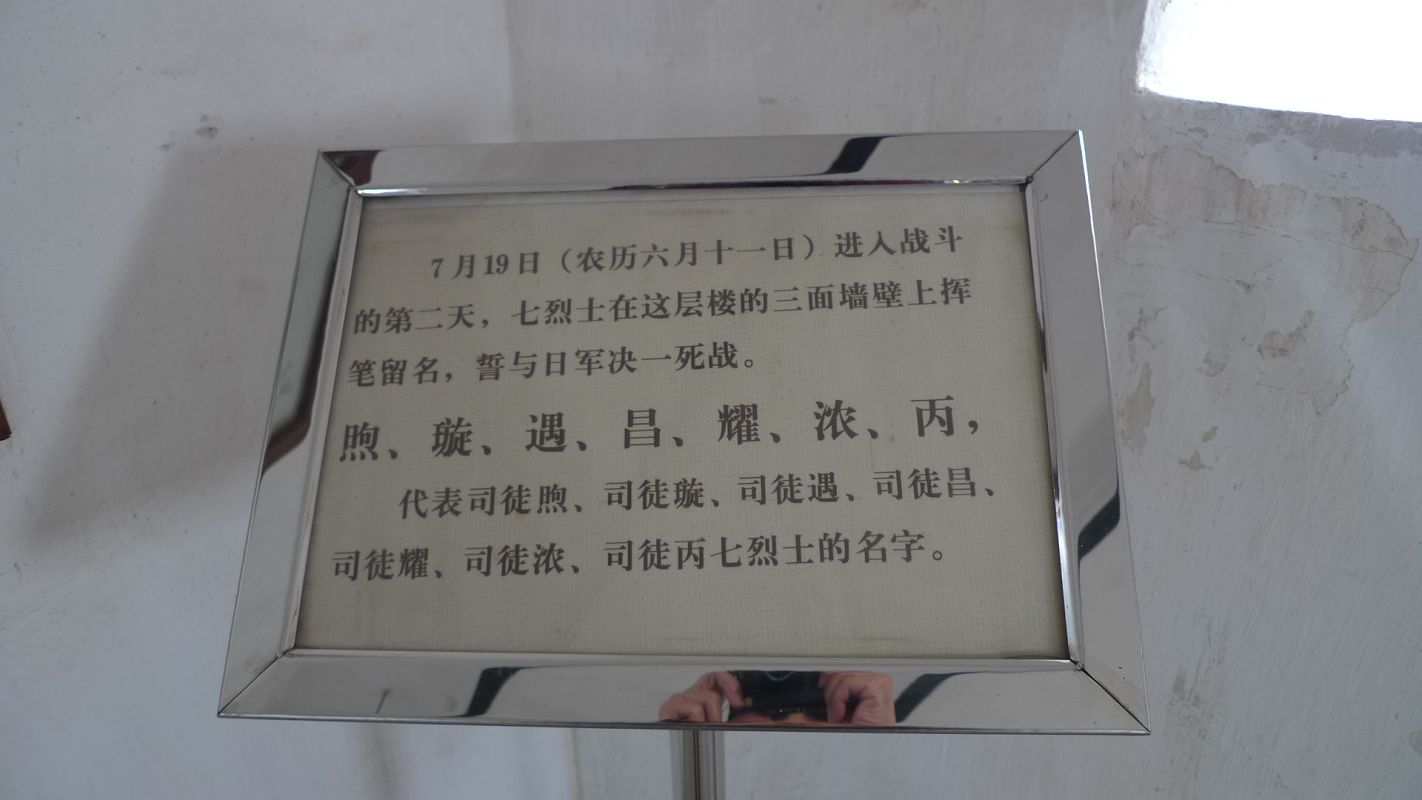 7月19日（农历六月十一日）进入战斗
的第二天，七烈士在这层楼的三面墙壁上挥
笔留名，誓与日军决一死战。
煦、璇、遇、昌、耀、浓、丙，
代表司徒煦、司徒璇、司徒遇、司徒昌、
司徒耀、司徒浓、司徒丙七烈士的名字。